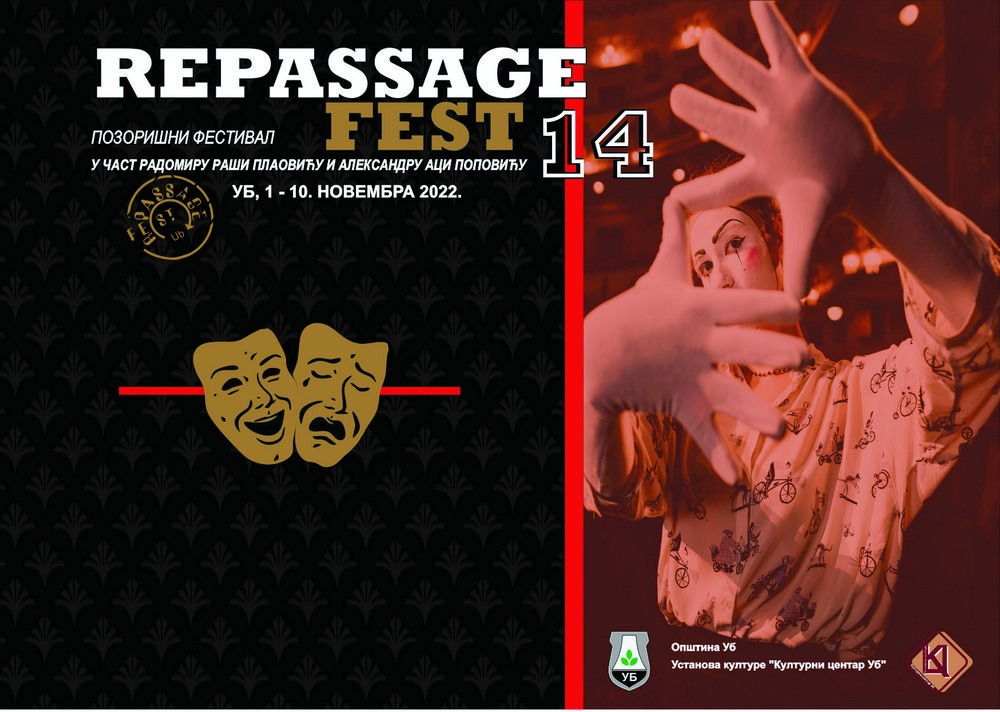 REPASSAGE
FEST 14
ПОЗОРИШНИ ФЕСТИВАЛ
У ЧАСТ РАДОМИРУ РАШИ ПЛАОВИЋУ И АЛЕКСАНДРУ АЦИ ПОПОВИЋУ
УБ, 1 - 10. НОВЕМБРА 2022.
REPASSAGE
ST.
Ub
Општина Уб
Установа културе "Културни центар Уб"
УБ